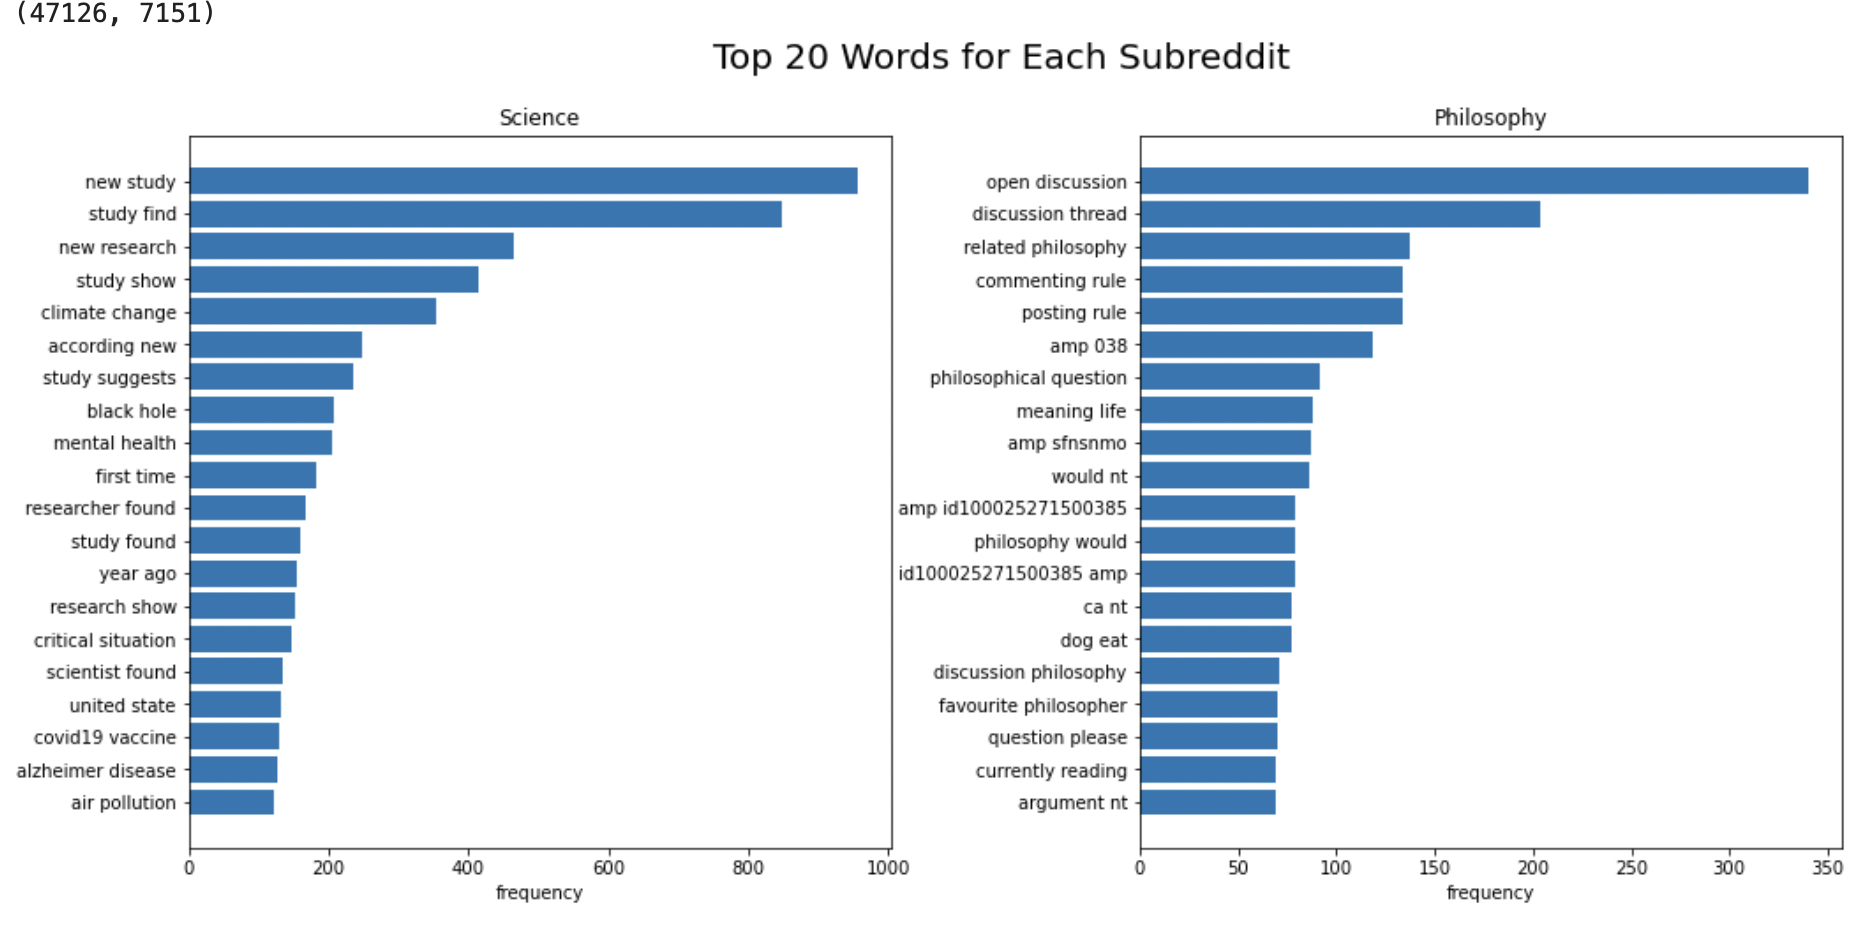 (47126, 7151)
Top 20 Words for Each Subreddit
Science
new study
study find
new research
study show
climate change
according new
study suggests
black hole
mental health
first time
researcher found
study found
year ago
research show
critical situation
scientist found
united state
covid19 vaccine
alzheimer disease
air pollution
0 200 400 600 800 1000
frequency
Philosophy
open discussion
discussion thread
related philosophy
commenting rule
posting rule
amp 038
philosophical question
meaning life
amp sfnsnmo
would nt
amp id100025271500385
philosophy would
id100025271500385 amp
ca nt
dog eat
discussion philosophy
favourite philosopher
question please
currently reading
argument nt
0 50 100 150 200 250 300 350
frequency